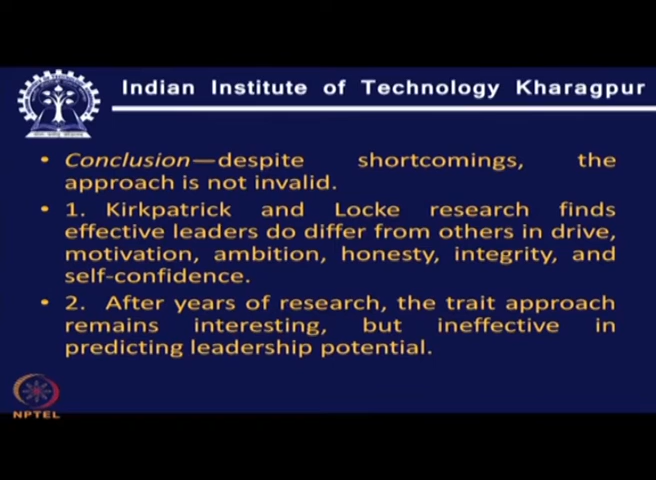 Indian Institute of Technology Kharagpur
• Conclusion—despite shortcomings, the
approach is not invalid.
• 1. Kirkpatrick and Locke research finds
effective leaders do differ from others in drive,
motivation, ambition, honesty, integrity, and
self-confidence.
• 2. After years of research, the trait approach
remains interesting, but ineffective in
predicting leadership potential.
NPTEL